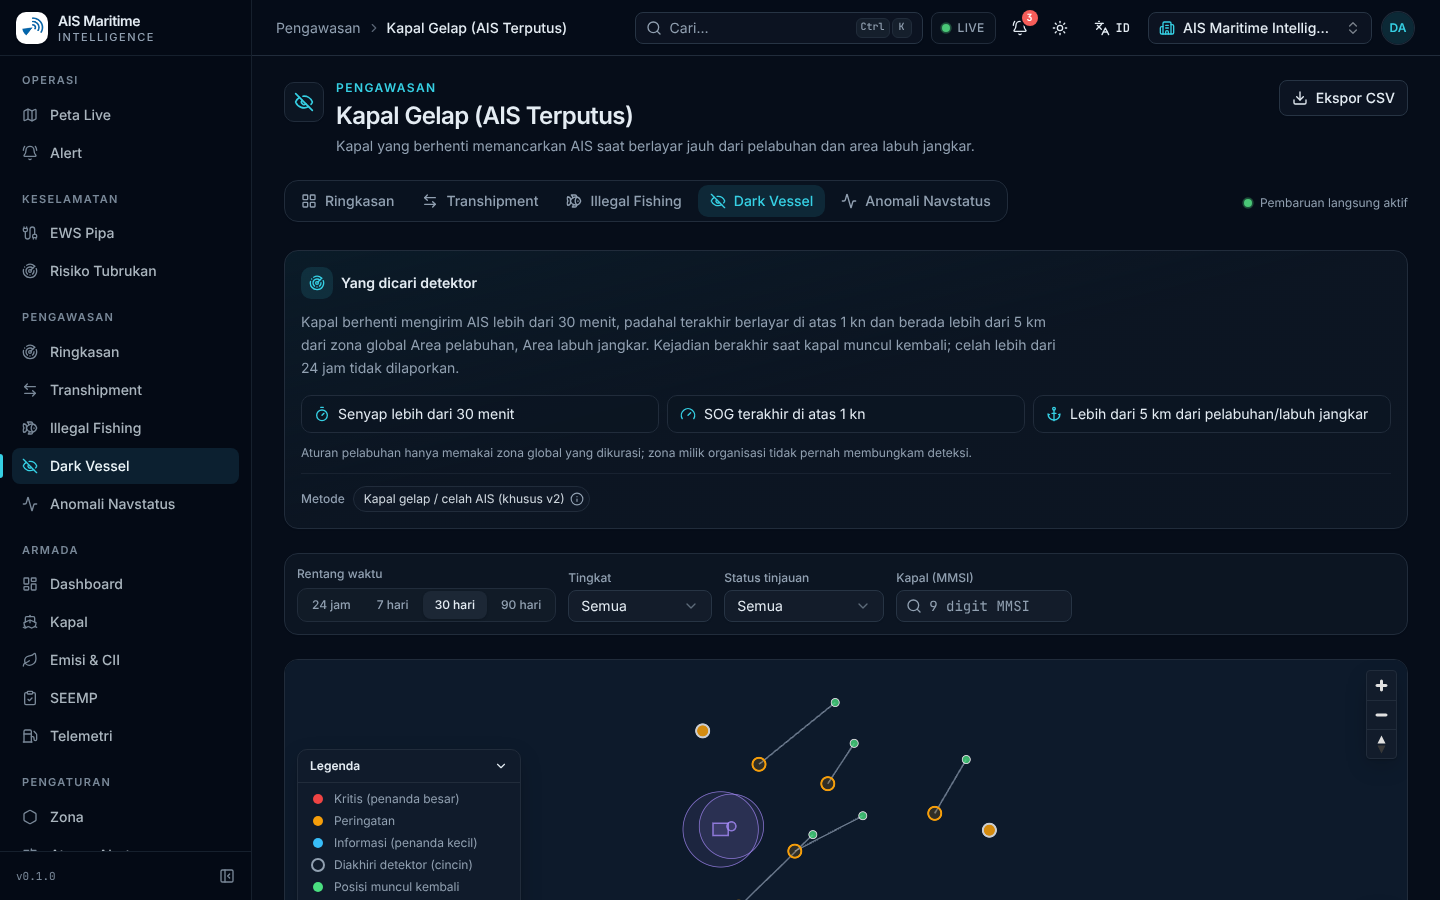 AIS Maritime
INTELLIGENCE
Pengawasan > Kapal Gelap (AIS Terputus)
Cari...
Ctrl K
LIVE
3
ID
AIS Maritime Intellig...
DA
OPERASI
Peta Live
Alert
KESELAMATAN
EWS Pipa
Risiko Tubrukan
PENGAWASAN
Ringkasan
Transhipment
Illegal Fishing
Dark Vessel
Anomali Navstatus
ARMADA
Dashboard
Kapal
Emisi & CII
SEEMP
Telemetri
PENGATURAN
Zona
v0.1.0
PENGAWASAN
Kapal Gelap (AIS Terputus)
Kapal yang berhenti memancarkan AIS saat berlayar jauh dari pelabuhan dan area labuh jangkar.
Ekspor CSV
Ringkasan
Transhipment
Illegal Fishing
Dark Vessel
Anomali Navstatus
Pembaruan langsung aktif
Yang dicari detektor
Kapal berhenti mengirim AIS lebih dari 30 menit, padahal terakhir berlayar di atas 1 kn dan berada lebih dari 5 km
dari zona global Area pelabuhan, Area labuh jangkar. Kejadian berakhir saat kapal muncul kembali; celah lebih dari
24 jam tidak dilaporkan.
Senyap lebih dari 30 menit
SOG terakhir di atas 1 kn
Lebih dari 5 km dari pelabuhan/labuh jangkar
Aturan pelabuhan hanya memakai zona global yang dikurasi; zona milik organisasi tidak pernah membungkam deteksi.
Metode
Kapal gelap / celah AIS (khusus v2)
Rentang waktu
24 jam
7 hari
30 hari
90 hari
Tingkat
Semua
Status tinjauan
Semua
Kapal (MMSI)
9 digit MMSI
Legenda
Kritis (penanda besar)
Peringatan
Informasi (penanda kecil)
Diakhiri detektor (cincin)
Posisi muncul kembali